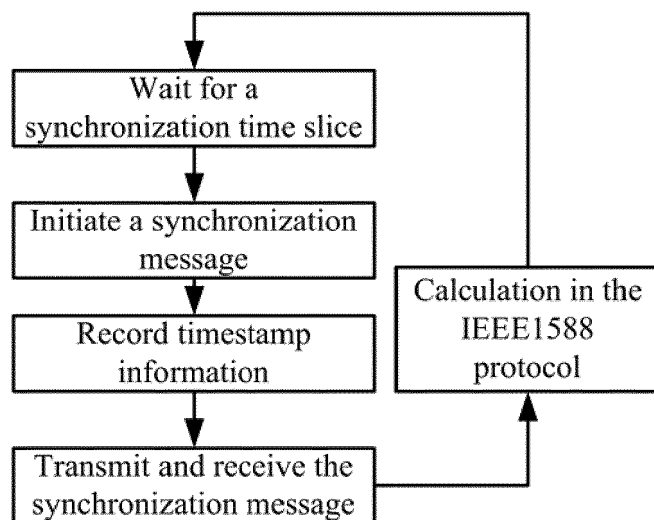 Wait for a
synchronization time slice
Initiate a synchronization
message
Record timestamp
information
Transmit and receive the
synchronization message
Calculation in the
IEEE1588
protocol